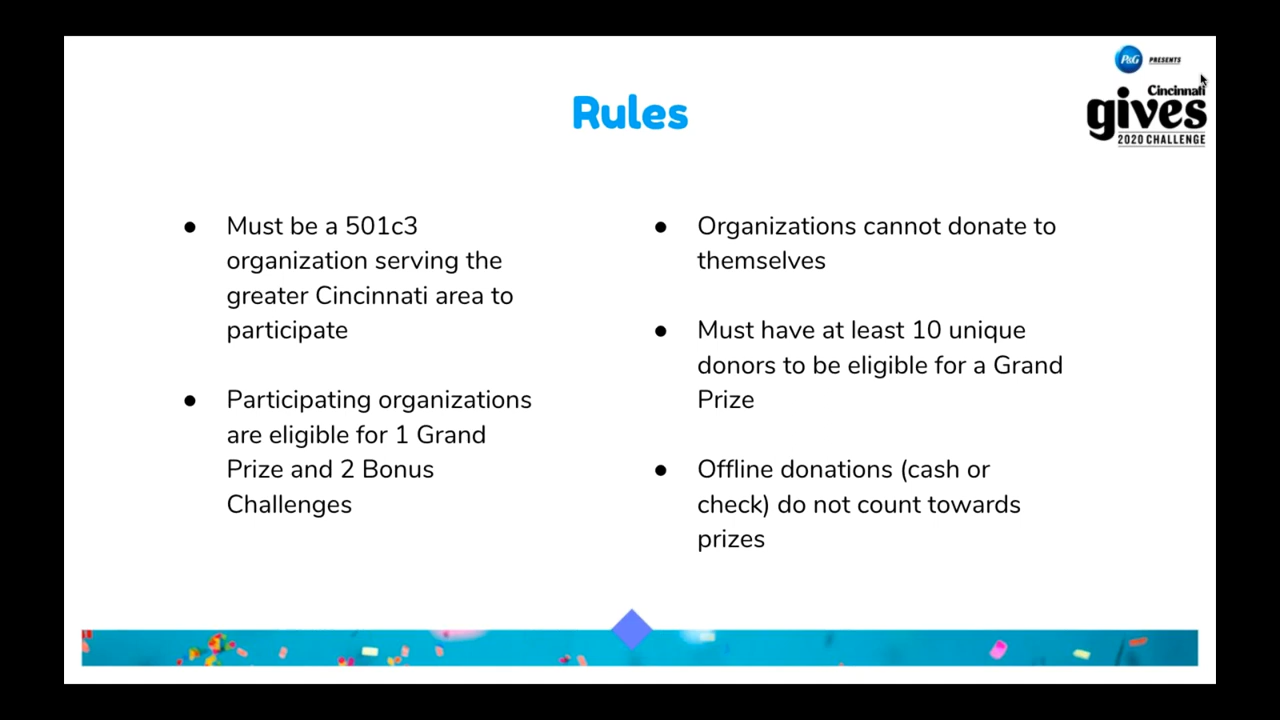 P&G PRESENTS
Cincinnati
gives
2020 CHALLENGE
Rules
● Must be a 501c3
organization serving the
greater Cincinnati area to
participate
● Participating organizations
are eligible for 1 Grand
Prize and 2 Bonus
Challenges
● Organizations cannot donate to
themselves
● Must have at least 10 unique
donors to be eligible for a Grand
Prize
● Offline donations (cash or
check) do not count towards
prizes